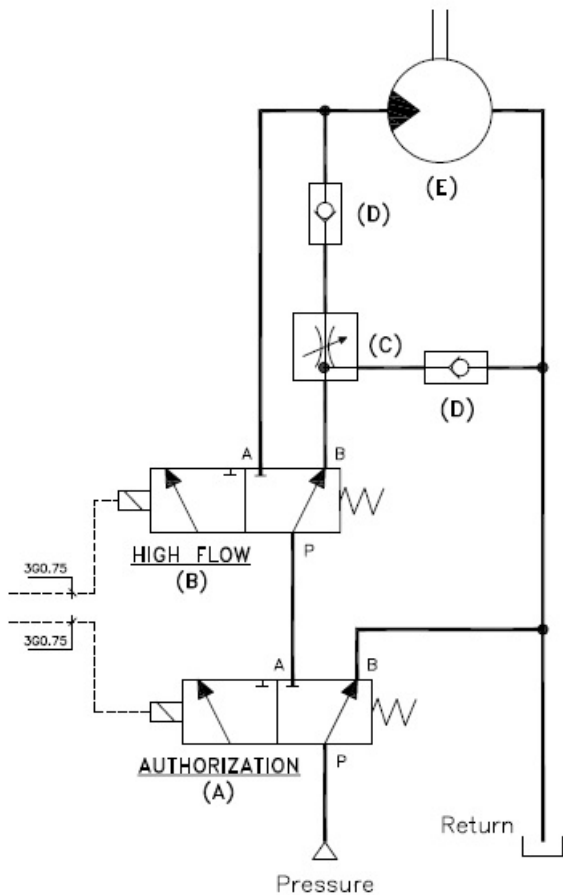 (E)
(D)
(C)
(D)
A
B
P
HIGH FLOW
(B)
3G0.75
3G0.75
A
B
P
AUTHORIZATION
(A)
Return
Pressure